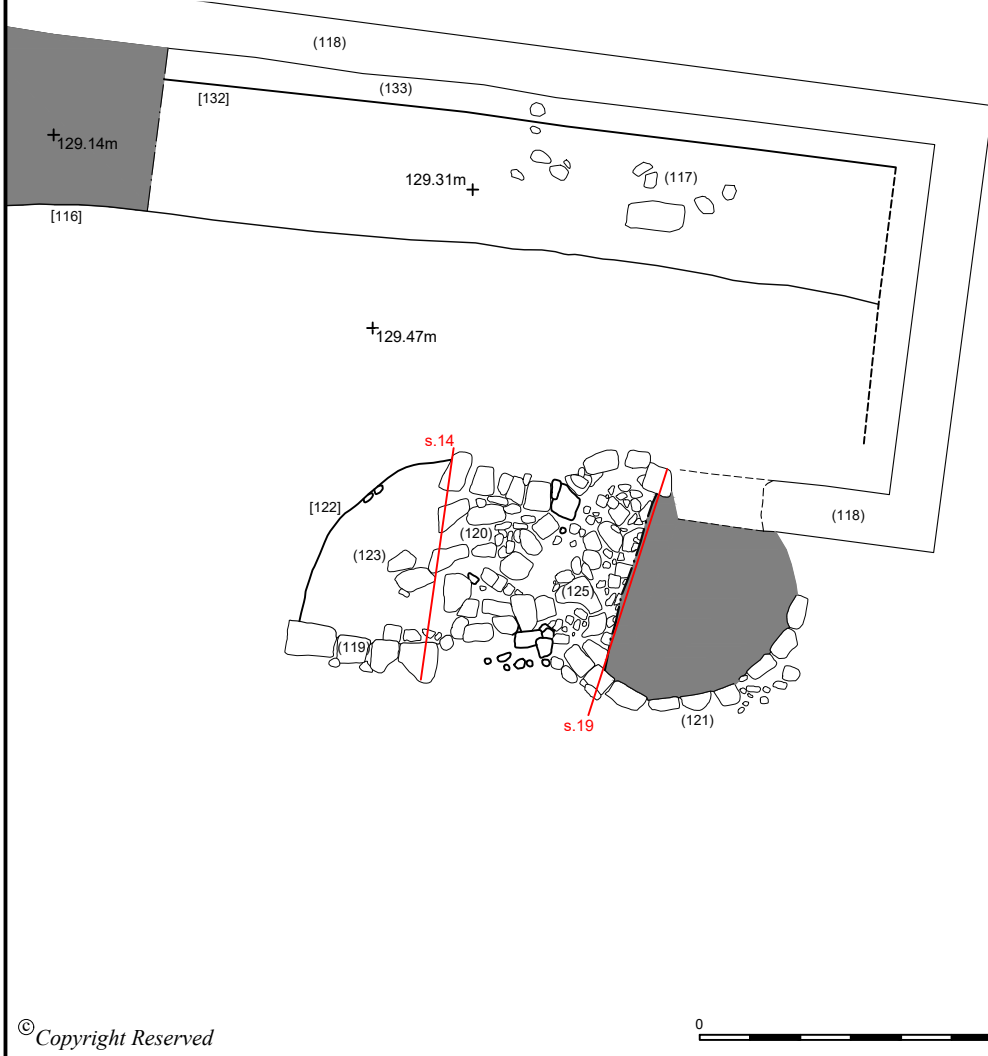 (118)
(133)
[132]
129.14m
129.31m
(117)
[116]
129.47m
s.14
[122]
(120)
(118)
(123)
(125)
(119)
(121)
s.19
0
© Copyright Reserved